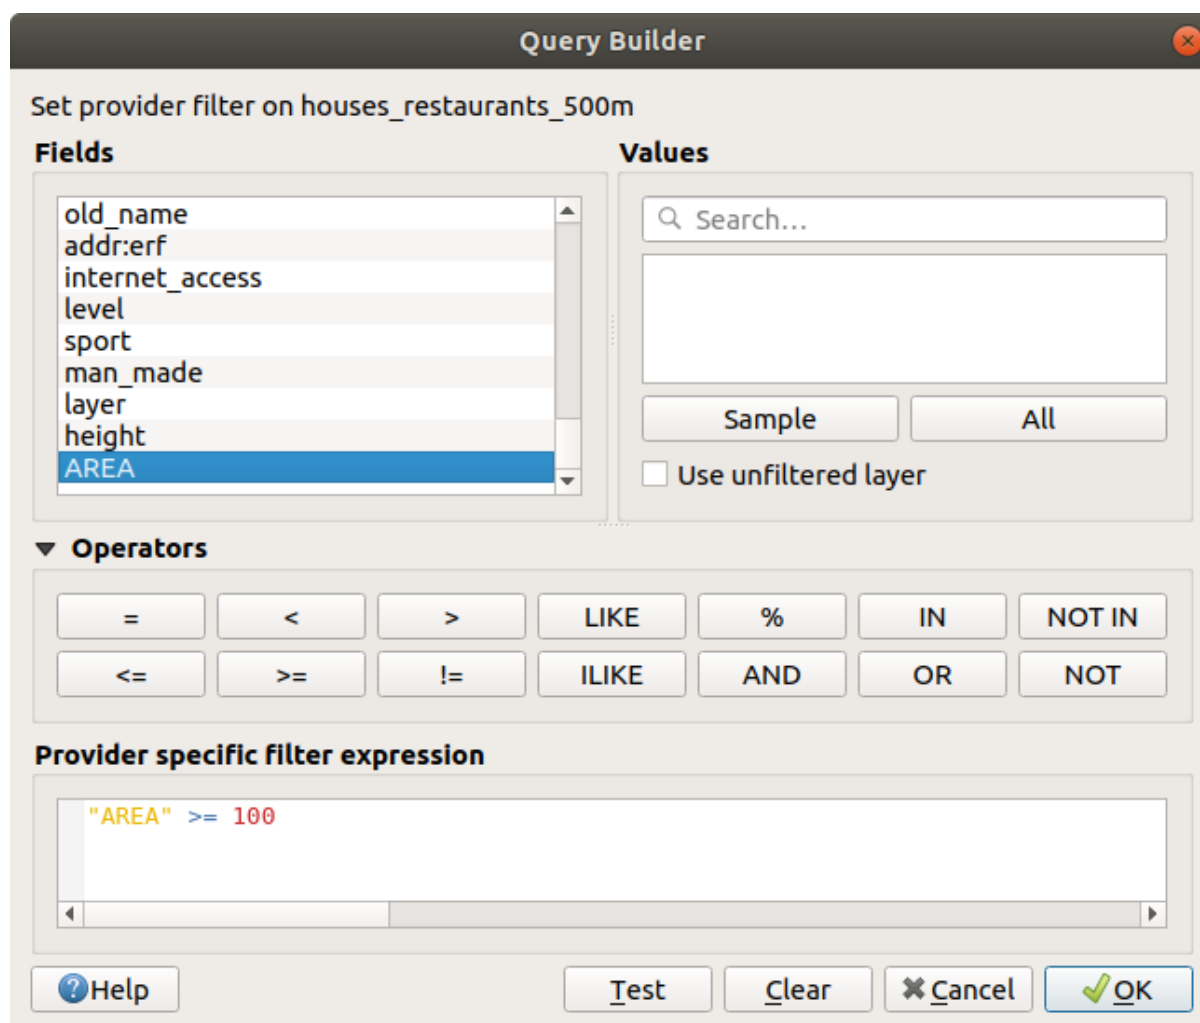 Query Builder
Set provider filter on houses_restaurants_500m
Fields
Values
old_name
addr:erf
internet_access
level
sport
man_made
layer
height
AREA
Search...
Sample
All
Use unfiltered layer
Operators
=
<
>
LIKE
%
IN
NOT IN
<=
>=
!=
ILIKE
AND
OR
NOT
Provider specific filter expression
"AREA" >= 100
Help
Test
Clear
Cancel
OK